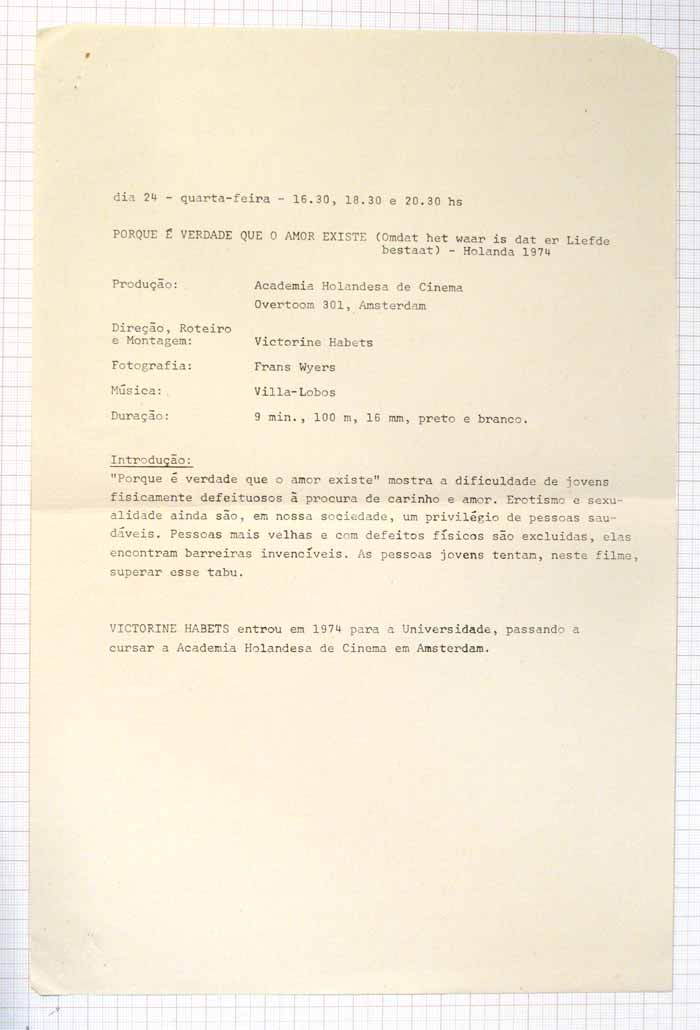 dia 24 - quarta-feira - 16.30, 18.30 e 20.30 hs
PORQUE É VERDADE QUE O AMOR EXISTE (Omdat het waar is dat er Liefde
bestaat) - Holanda 1974
Produção: Academia Holandesa de Cinema
Overtoom 301, Amsterdam
Direção, Roteiro
e Montagem: Victorine Habets
Fotografia: Frans Wyers
Música: Villa-Lobos
Duração: 9 min., 100 m, 16 mm, preto e branco.
Introdução:
"Porque é verdade que o amor existe" mostra a dificuldade de jovens
fisicamente defeituosos à procura de carinho e amor. Erotismo e sexu-
alidade ainda são, em nossa sociedade, um privilégio de pessoas sau-
dáveis. Pessoas mais velhas e com defeitos físicos são excluidas, elas
encontram barreiras invencíveis. As pessoas jovens tentam, neste filme,
superar esse tabu.
VICTORINE HABETS entrou em 1974 para a Universidade, passando a
cursar a Academia Holandesa de Cinema em Amsterdam.